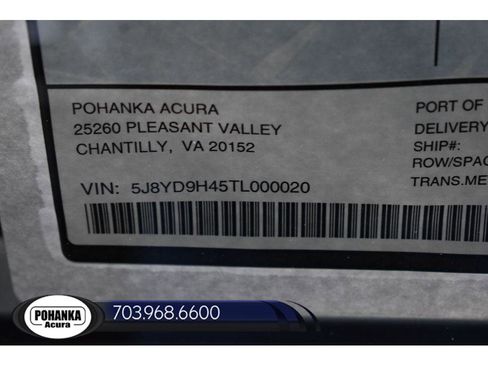 POHANKA ACURA
25260 PLEASANT VALLEY
CHANTILLY, VA 20152
VIN: 5J8YD9H45TL000020
PORT OF
DELIVERY
SHIP#:
ROW/SPAC
TRANS.ME
POHANKA
Acura
703.968.6600